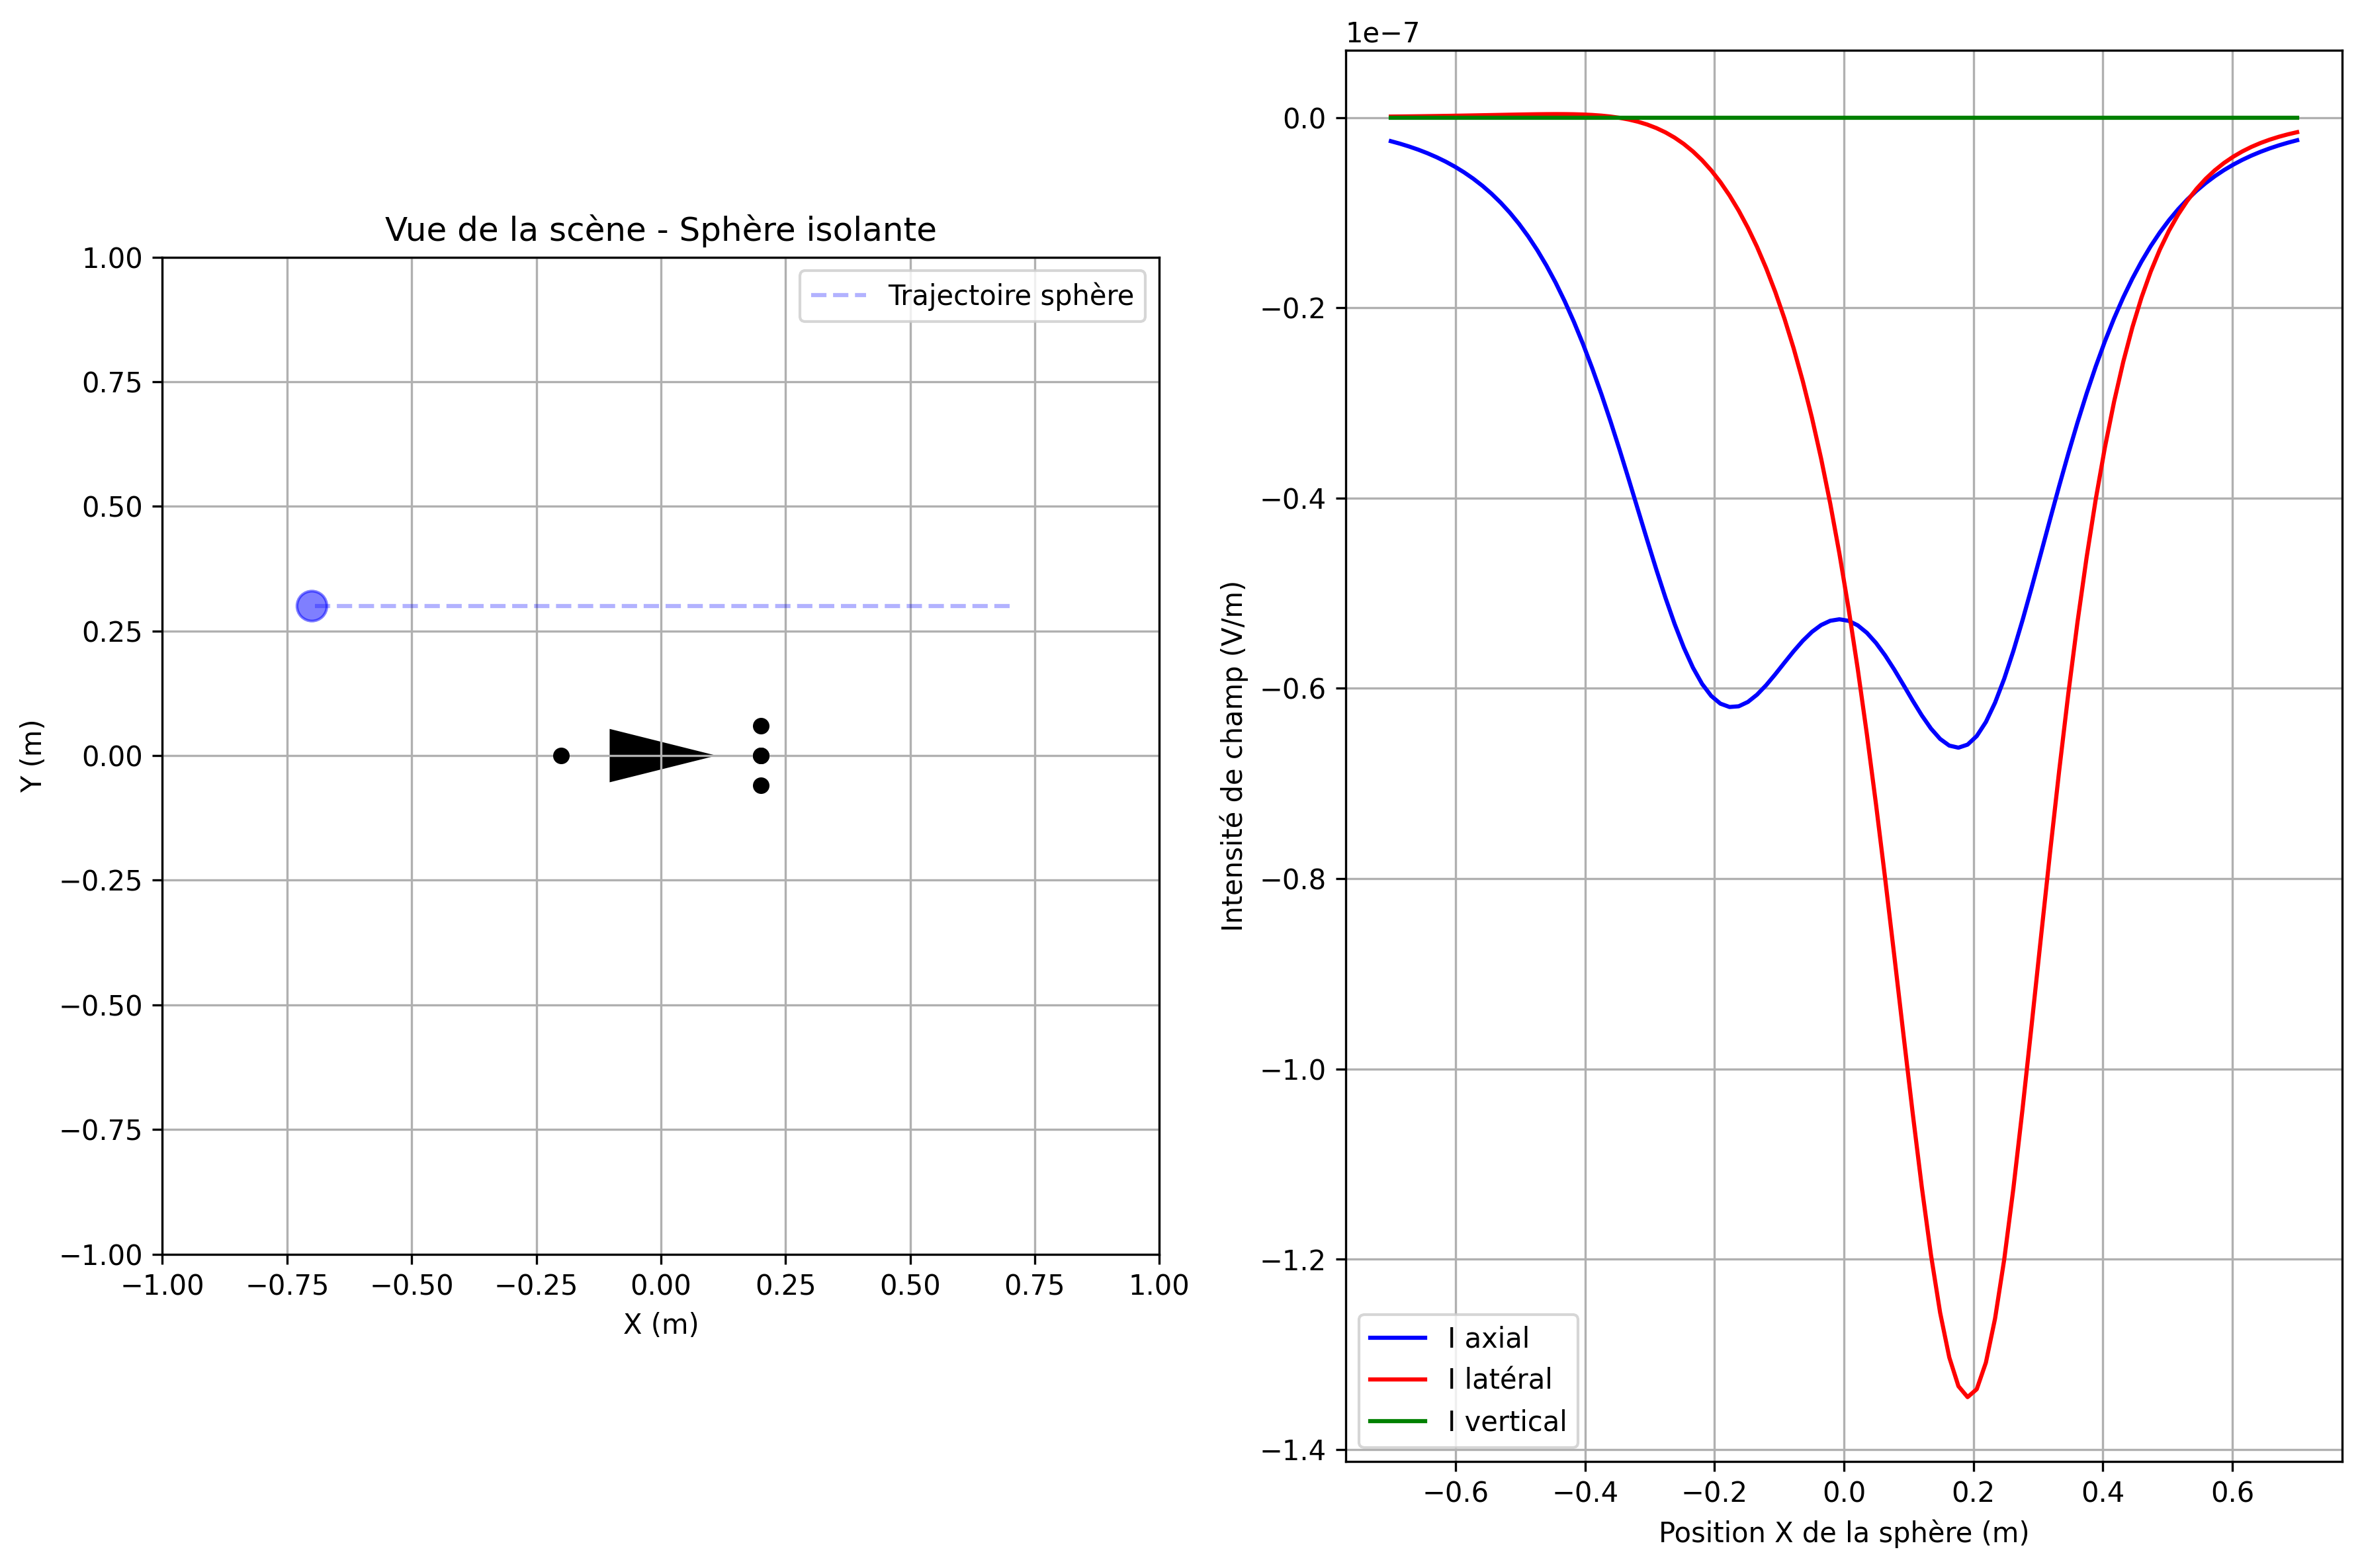 Vue de la scène - Sphère isolante
Trajectoire sphère
1.00
0.75
0.50
0.25
0.00
−0.25
−0.50
−0.75
−1.00
Y (m)
−1.00 −0.75 −0.50 −0.25 0.00 0.25 0.50 0.75 1.00
X (m)
1e−7
0.0
−0.2
−0.4
−0.6
−0.8
−1.0
−1.2
−1.4
Intensité de champ (V/m)
I axial
I latéral
I vertical
−0.6 −0.4 −0.2 0.0 0.2 0.4 0.6
Position X de la sphère (m)